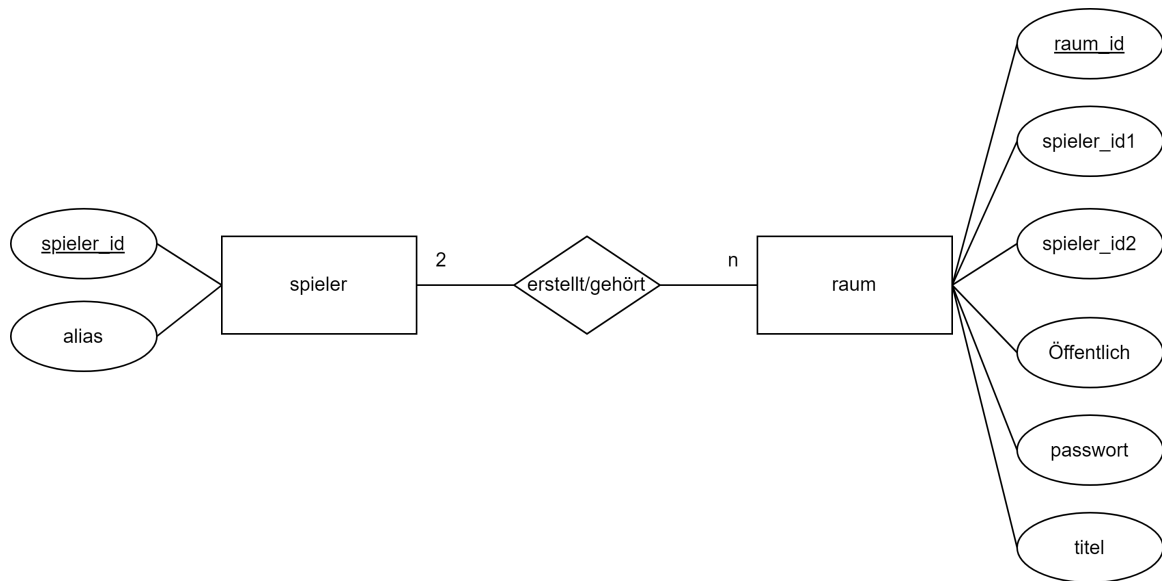 raum_id
spieler_id1
spieler_id
spieler_id2
2
n
spieler
erstellt/gehört
raum
alias
Öffentlich
passwort
titel